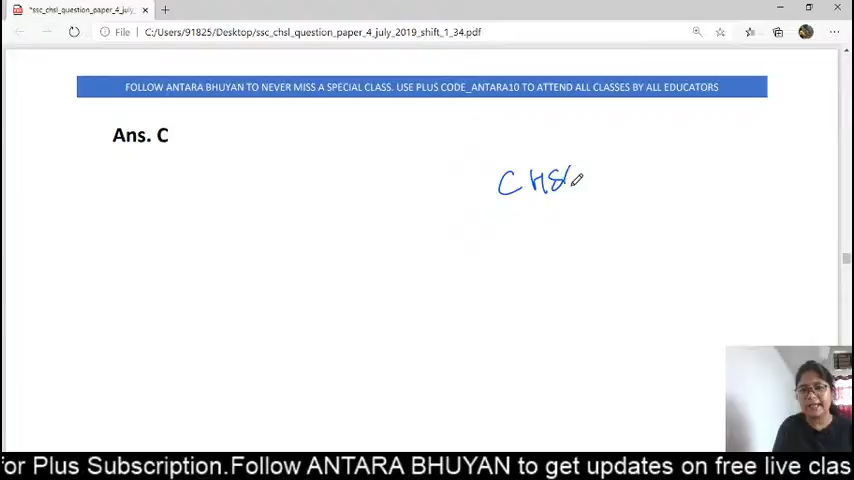 *ssc_chsl_question_paper_4_july_
File C:/Users/91825/Desktop/ssc_chsl_question_paper_4_july_2019_shift_1_34.pdf
FOLLOW ANTARA BHUYAN TO NEVER MISS A SPECIAL CLASS. USE PLUS CODE_ANTARA10 TO ATTEND ALL CLASSES BY ALL EDUCATORS
Ans. C
CHSL
for Plus Subscription.Follow ANTARA BHUYAN to get updates on free live clas